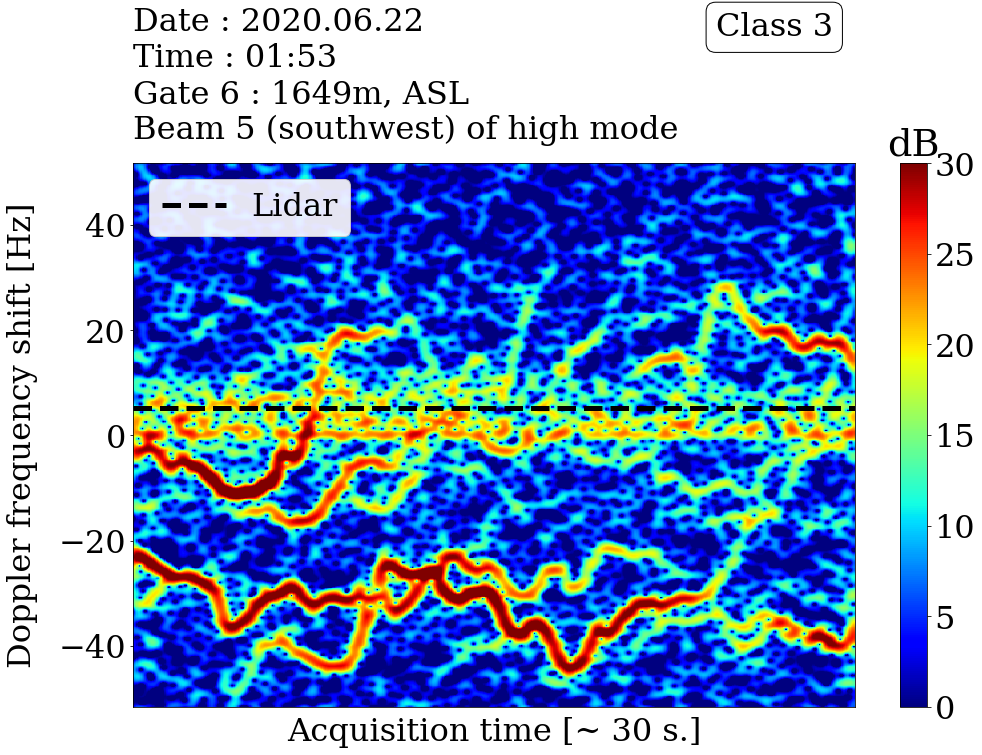 Date : 2020.06.22
Time : 01:53
Gate 6 : 1649m, ASL
Beam 5 (southwest) of high mode
Class 3
dB
Lidar
Doppler frequency shift [Hz]
40
20
0
−20
−40
30
25
20
15
10
5
0
Acquisition time [~ 30 s.]